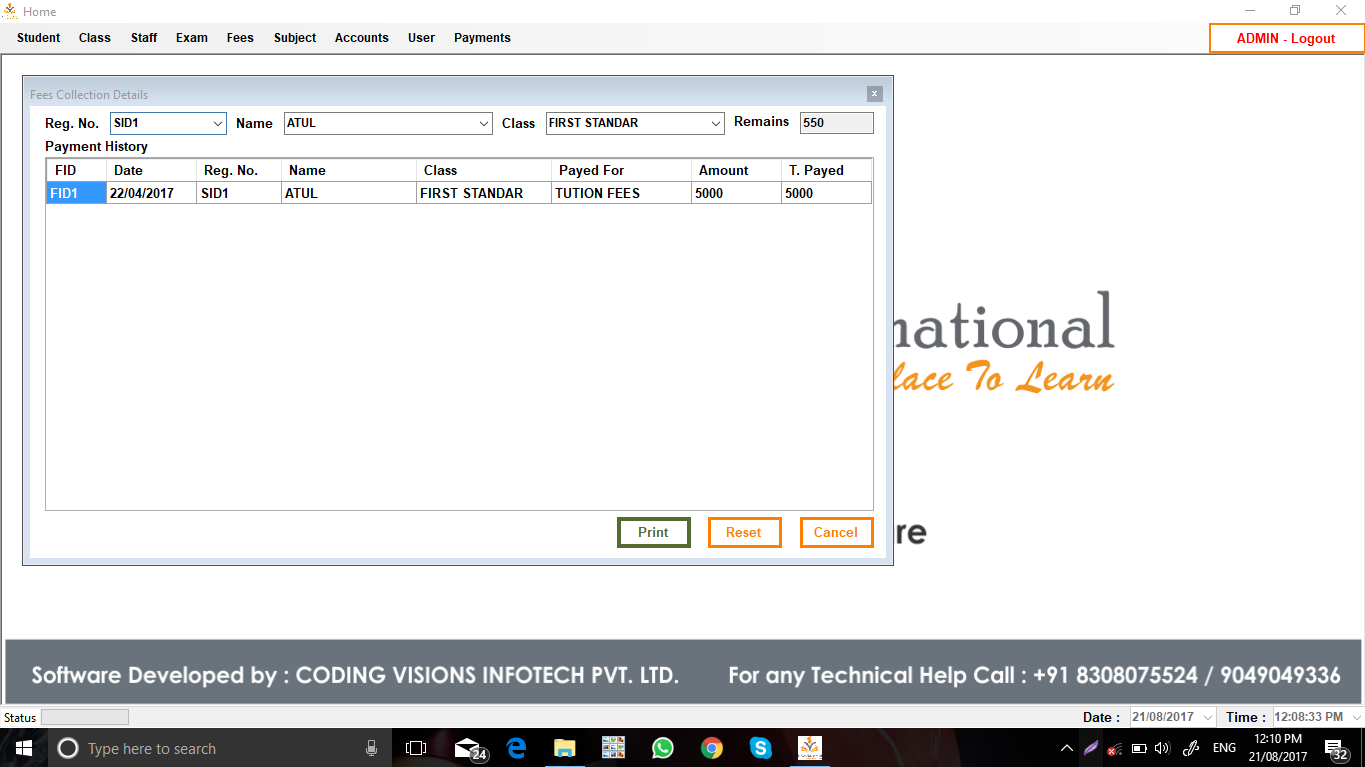 Home
Student Class Staff Exam Fees Subject Accounts User Payments ADMIN - Logout
Fees Collection Details x
Reg. No. SID1 Name ATUL Class FIRST STANDAR Remains 550
Payment History
FID Date Reg. No. Name Class Payed For Amount T. Payed
FID1 22/04/2017 SID1 ATUL FIRST STANDAR TUTION FEES 5000 5000
national
lace To Learn
Print Reset Cancel
re
Software Developed by : CODING VISIONS INFOTECH PVT. LTD. For any Technical Help Call : +91 8308075524 / 9049049336
Status Date : 21/08/2017 Time : 12:08:33 PM
Type here to search 24 ENG 12:10 PM 32
21/08/2017